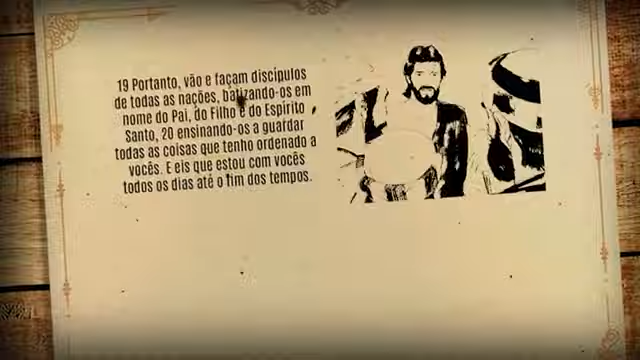 19 Portanto, vão e façam discípulos
de todas as nações, batizando-os em
nome do Pai, do Filho e do Espírito
Santo, 20 ensinando-os a guardar
todas as coisas que tenho ordenado a
vocês. E eis que estou com vocês
todos os dias até o fim dos tempos.